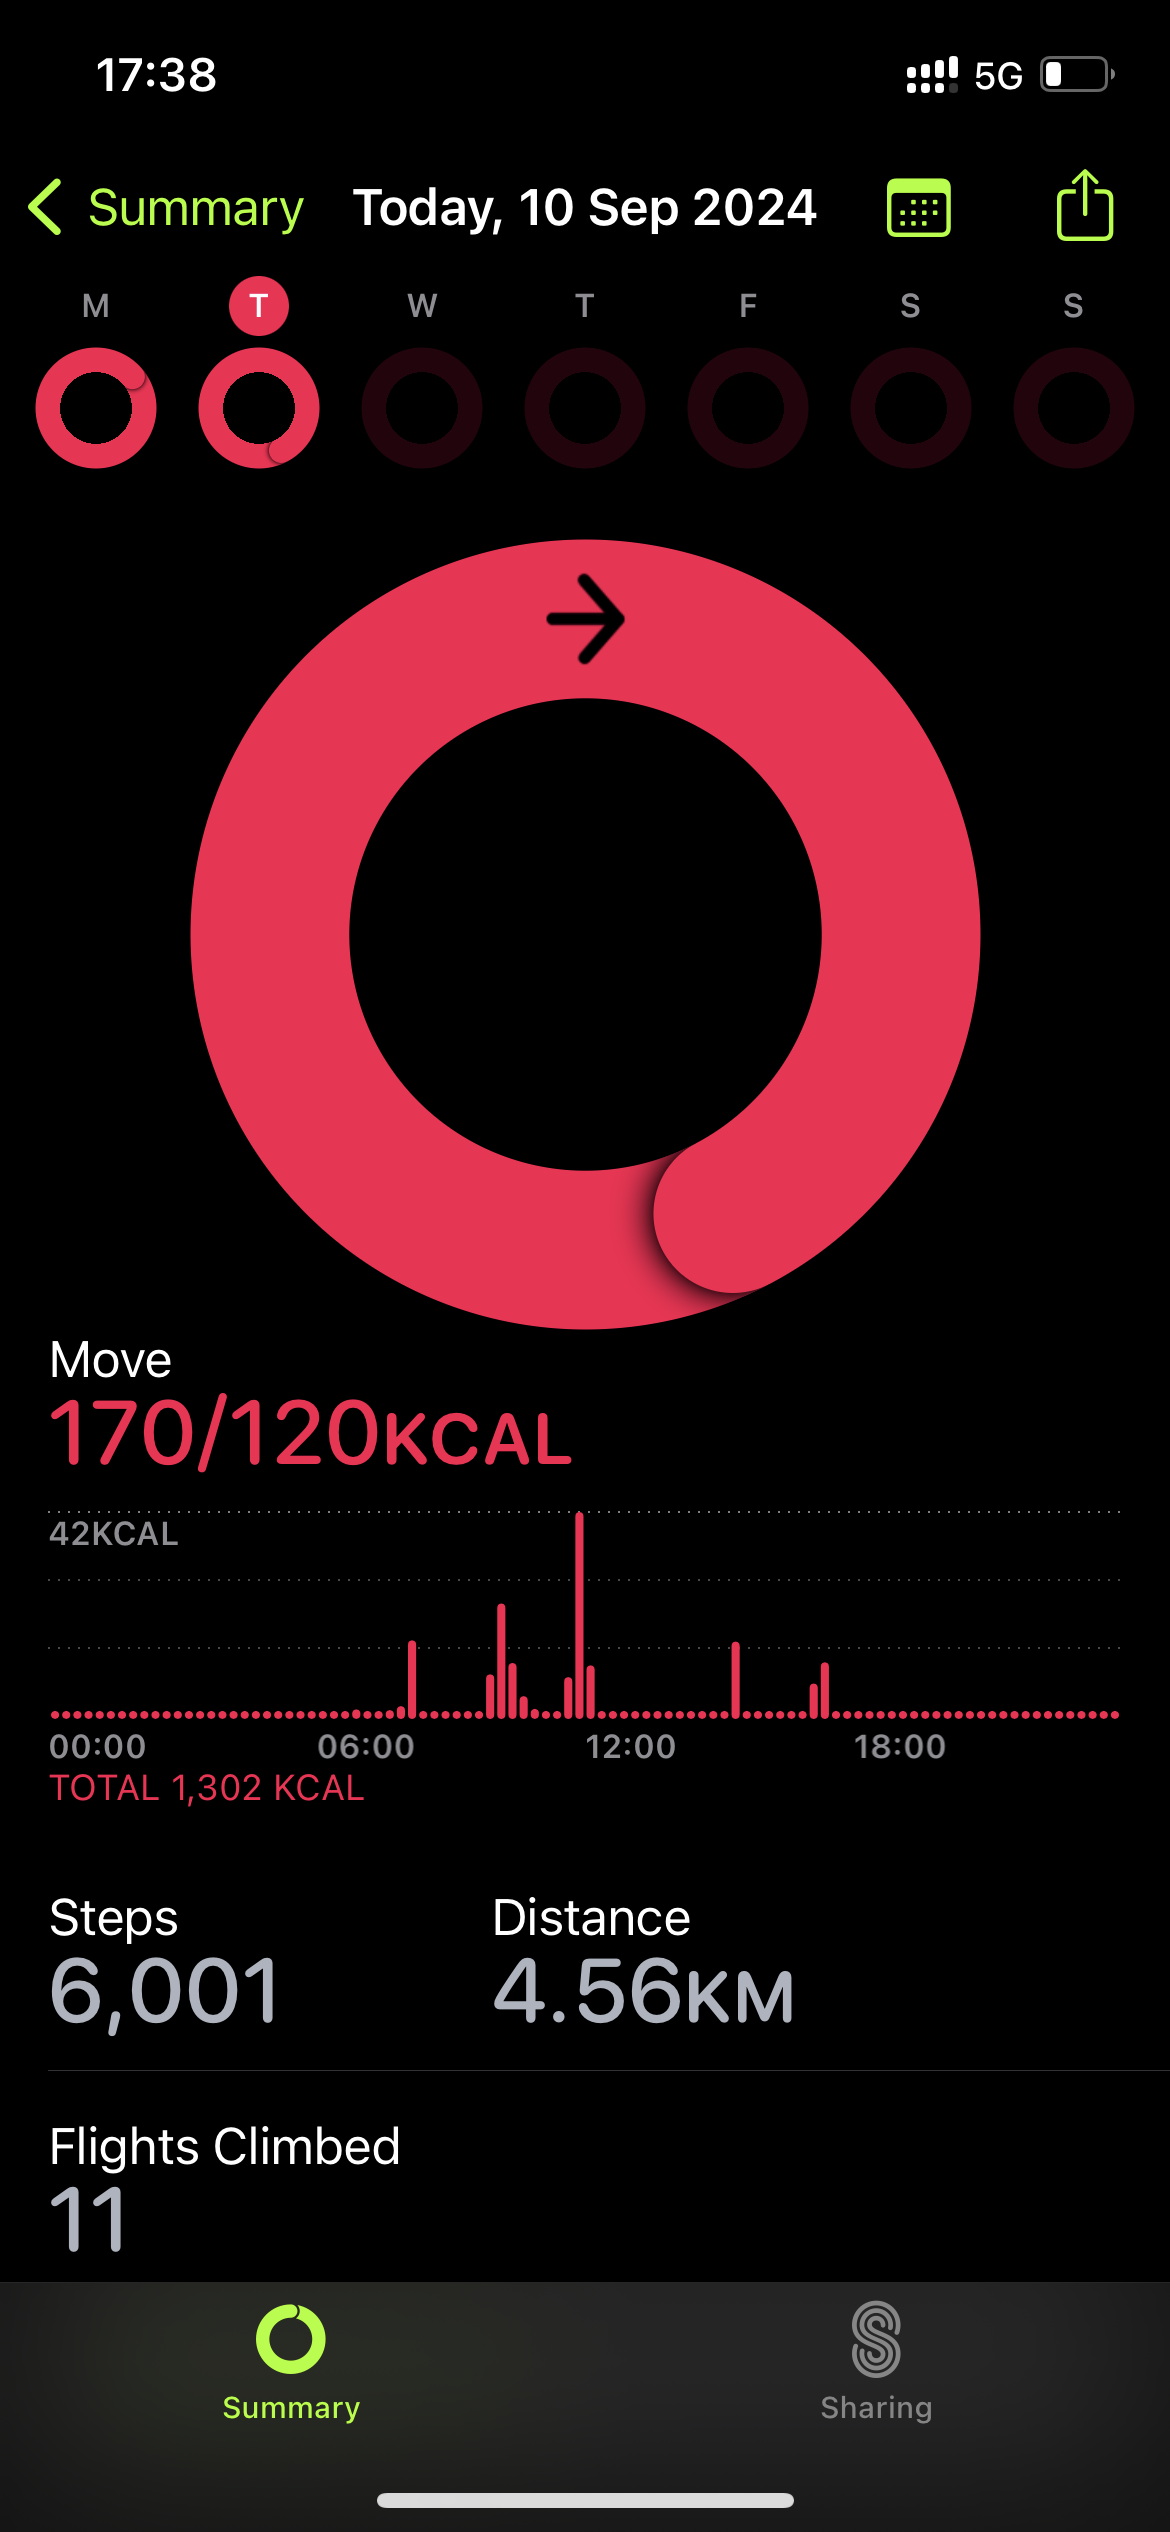 17:38 5G
Summary Today, 10 Sep 2024
M T W T F S S
Move
170/120KCAL
42KCAL
00:00 06:00 12:00 18:00
TOTAL 1,302 KCAL
Steps Distance
6,001 4.56KM
Flights Climbed
11
Summary Sharing